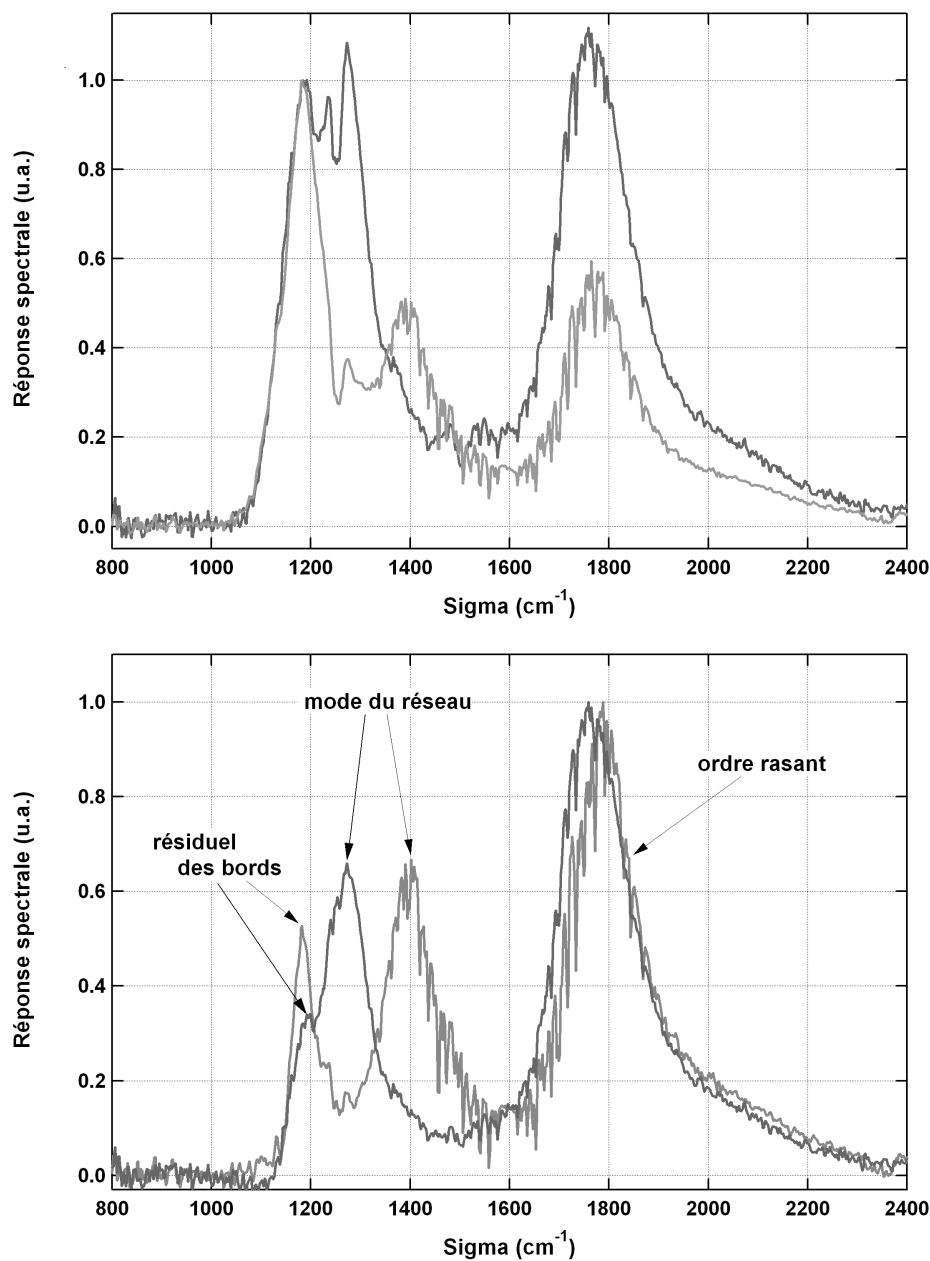 1.0
0.8
0.6
0.4
0.2
0.0
Réponse spectrale (u.a.)
800 1000 1200 1400 1600 1800 2000 2200 2400
Sigma (cm-1)
mode du réseau
ordre rasant
résiduel
des bords
1.0
0.8
0.6
0.4
0.2
0.0
Réponse spectrale (u.a.)
800 1000 1200 1400 1600 1800 2000 2200 2400
Sigma (cm-1)